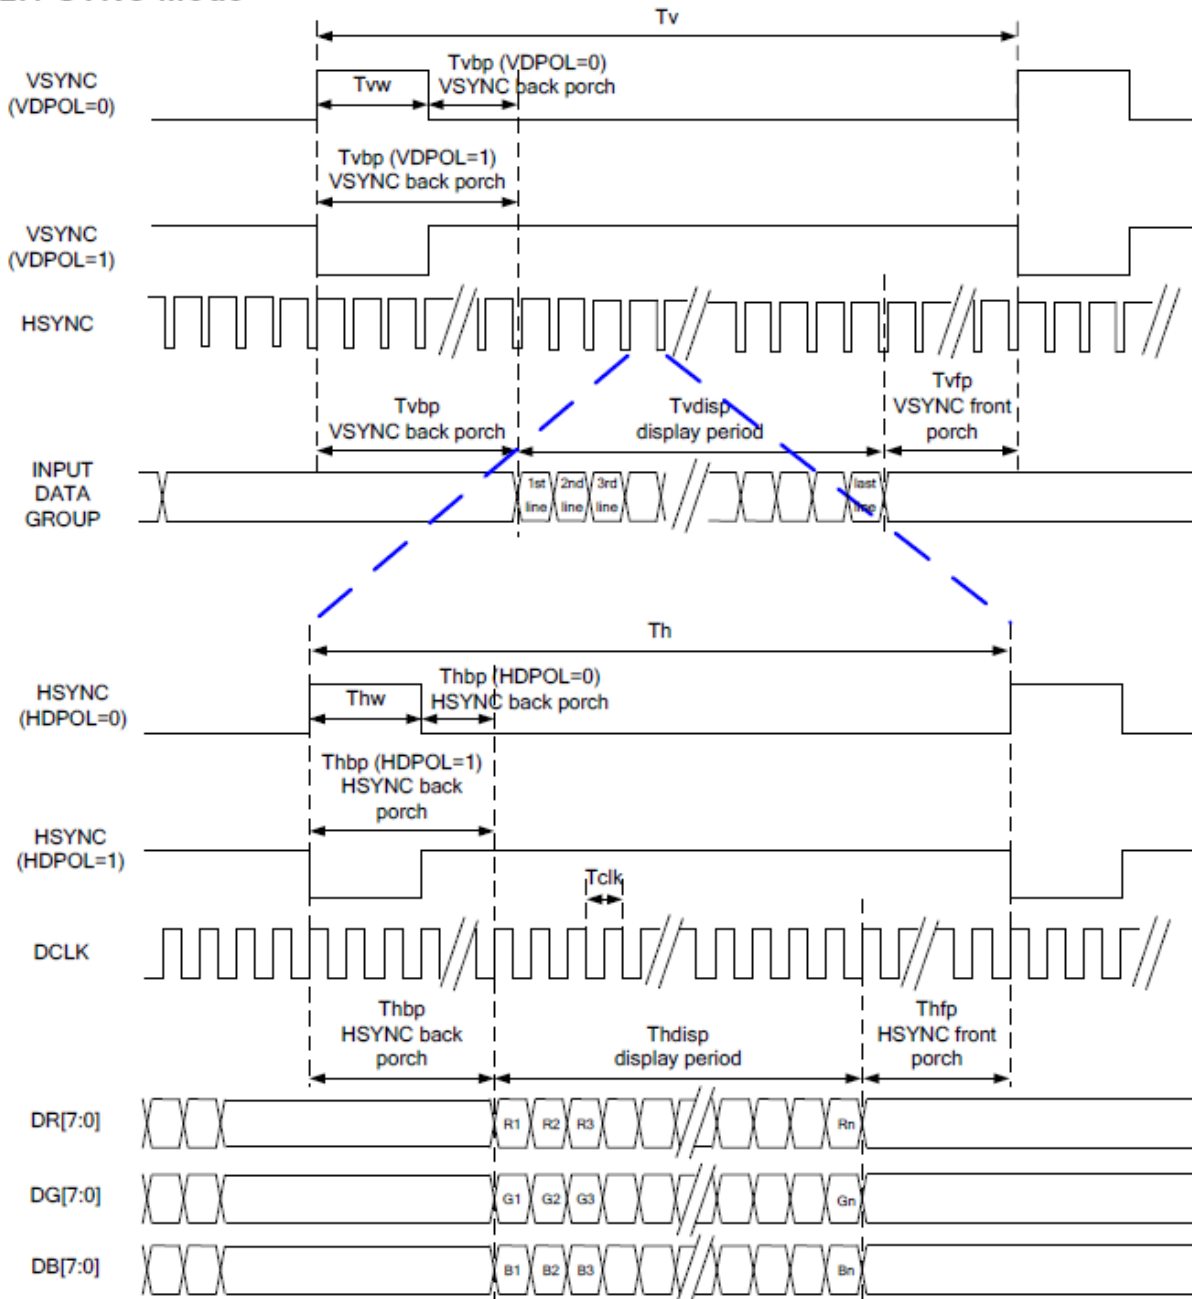 Tv
VSYNC
(VDPOL=0)
Tvw
Tvbp (VDPOL=0)
VSYNC back porch
Tvbp (VDPOL=1)
VSYNC back porch
VSYNC
(VDPOL=1)
HSYNC
Tvbp
VSYNC back porch
Tvdisp
display period
Tvfp
VSYNC front
porch
INPUT
DATA
GROUP
1st
line
2nd
line
3rd
line
last
line
Th
HSYNC
(HDPOL=0)
Thw
Thbp (HDPOL=0)
HSYNC back porch
Thbp (HDPOL=1)
HSYNC back
porch
HSYNC
(HDPOL=1)
Tclk
DCLK
Thbp
HSYNC back
porch
Thdisp
display period
Thfp
HSYNC front
porch
DR[7:0]
R1
R2
R3
Rn
DG[7:0]
G1
G2
G3
Gn
DB[7:0]
B1
B2
B3
Bn